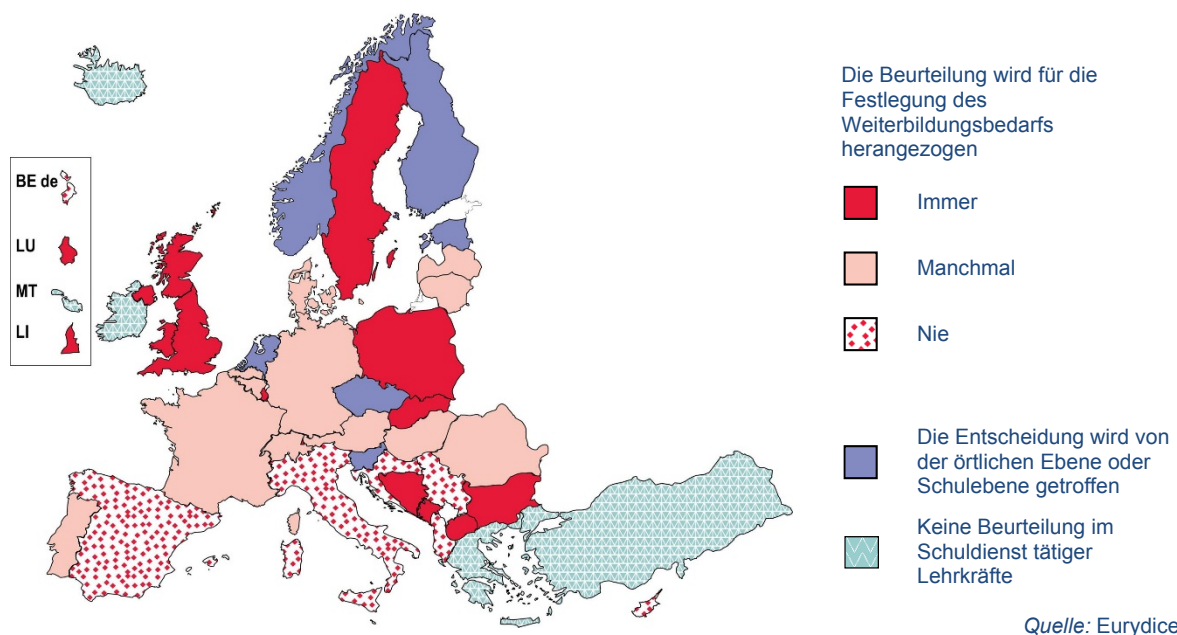 BE de
LU
MT
LI
Die Beurteilung wird für die
Festlegung des
Weiterbildungsbedarfs
herangezogen
Immer
Manchmal
Nie
Die Entscheidung wird von
der örtlichen Ebene oder
Schulebene getroffen
Keine Beurteilung im
Schuldienst tätiger
Lehrkräfte
Quelle: Eurydice